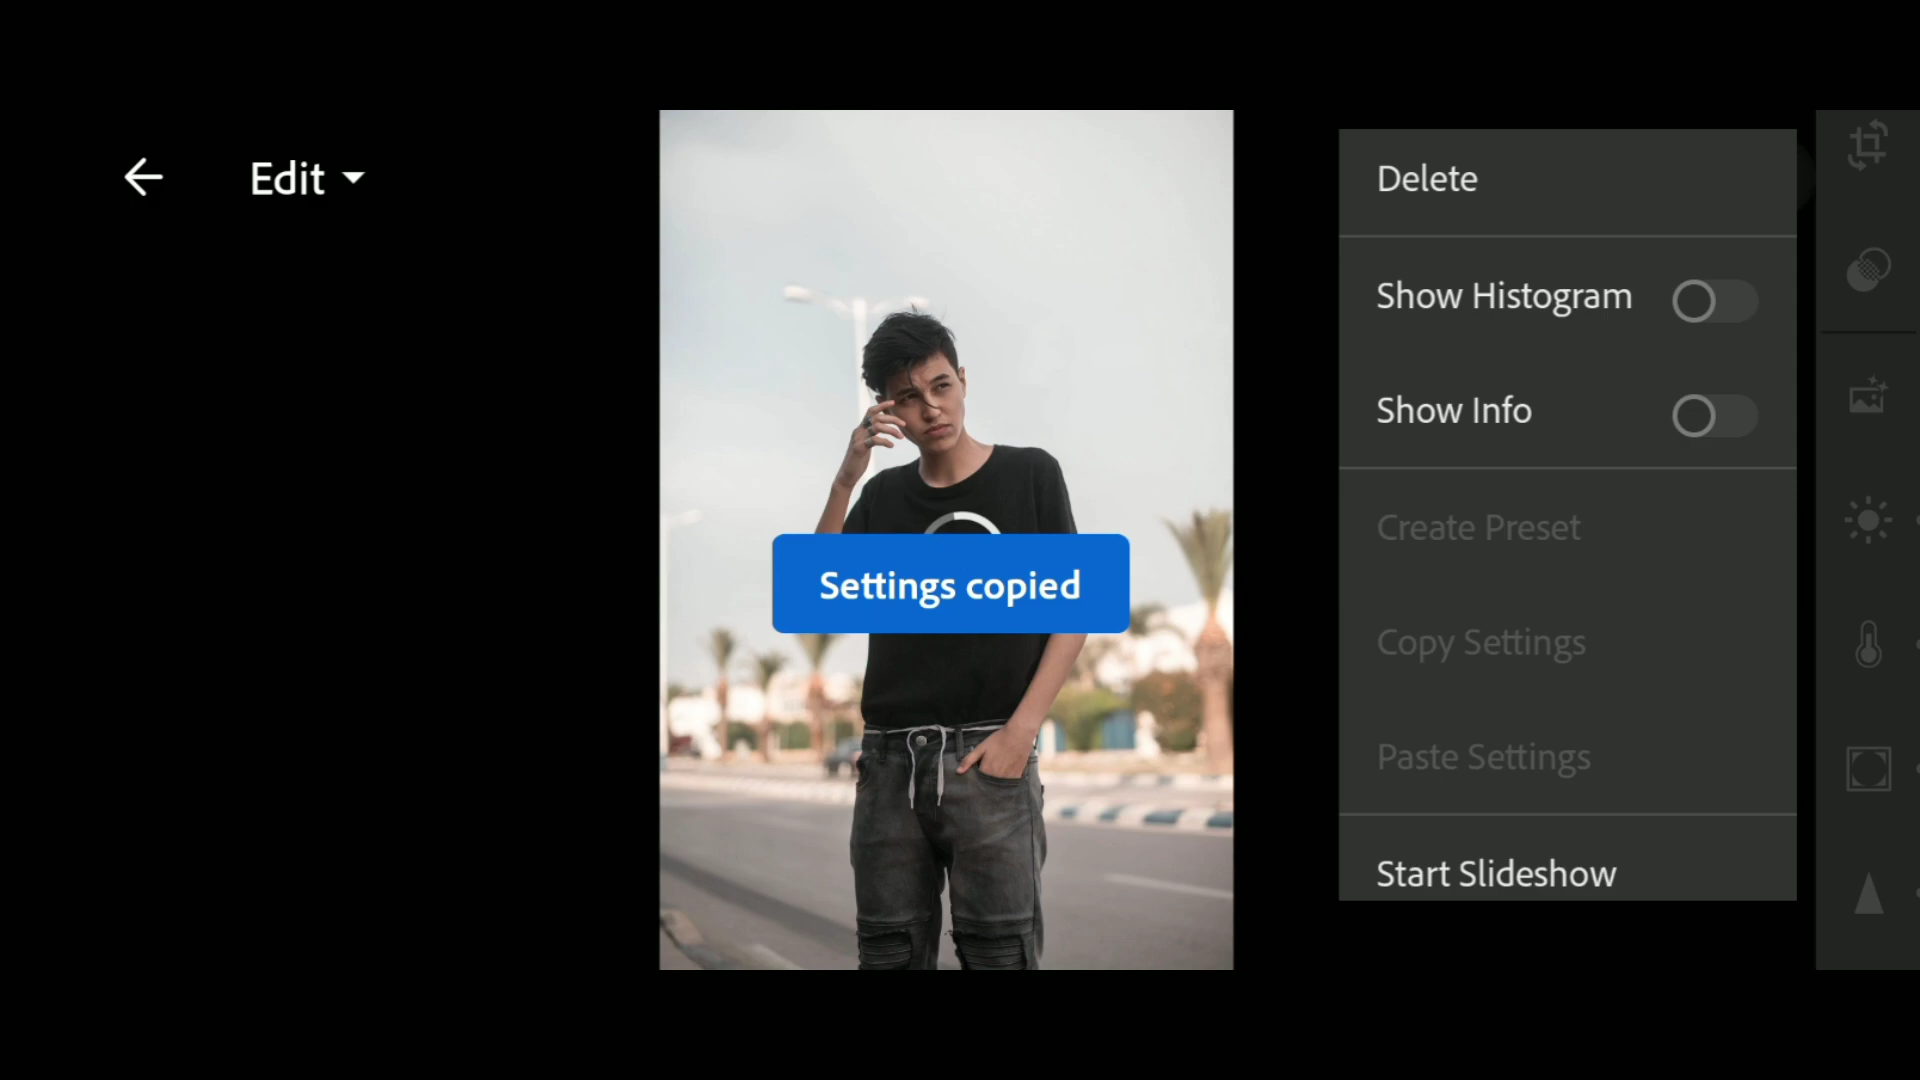 Edit
Delete
Show Histogram
Show Info
Settings copied
Create Preset
Copy Settings
Paste Settings
Start Slideshow